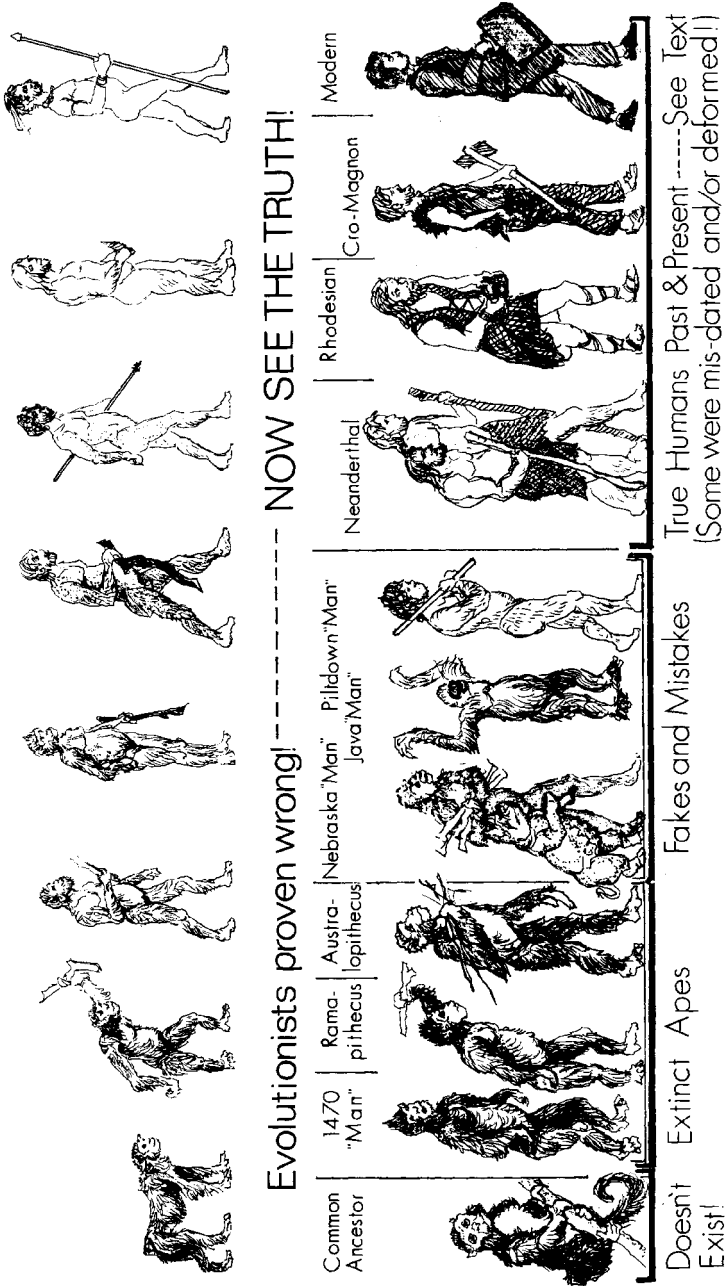 Evolutionists proven wrong!----------- NOW SEE THE TRUTH!
Common
Ancestor
1470
"Man"
Rama-
pithecus
Austra-
lopithecus
Nebraska "Man"
Piltdown "Man"
Java "Man"
Neanderthal
Rhodesian
Cro-Magnon
Modern
Doesn't
Exist!
Extinct Apes
Fakes and Mistakes
True Humans Past & Present -----See Text
(Some were mis-dated and/or deformed!)